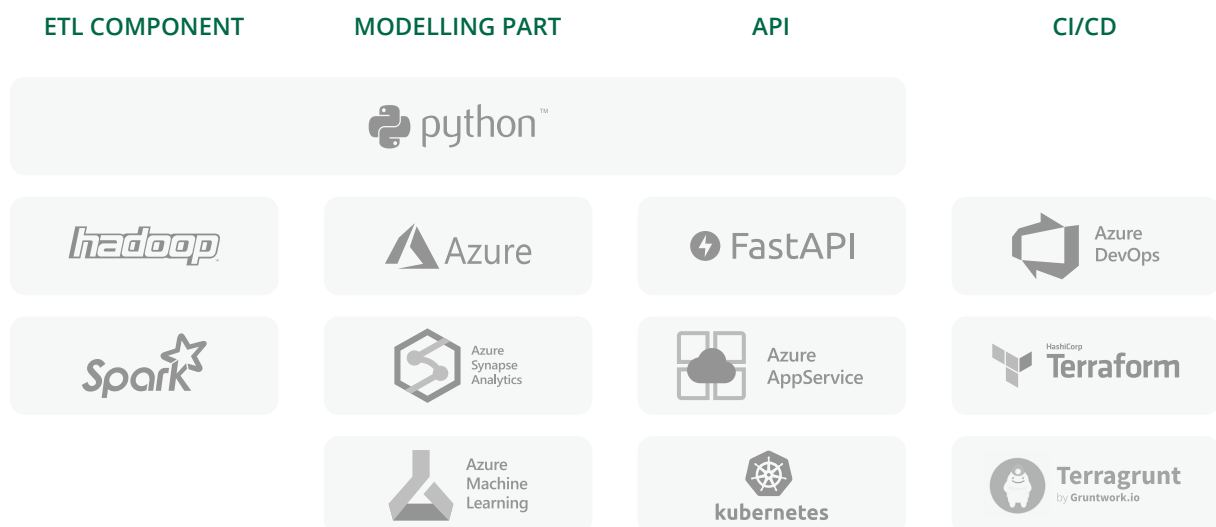 ETL COMPONENT MODELLING PART API CI/CD
python™
hadoop Azure FastAPI Azure
DevOps
Spark Azure
Synapse
Analytics Azure
AppService HashiCorp
Terraform
Azure
Machine
Learning kubernetes Terragrunt
by Gruntwork.io